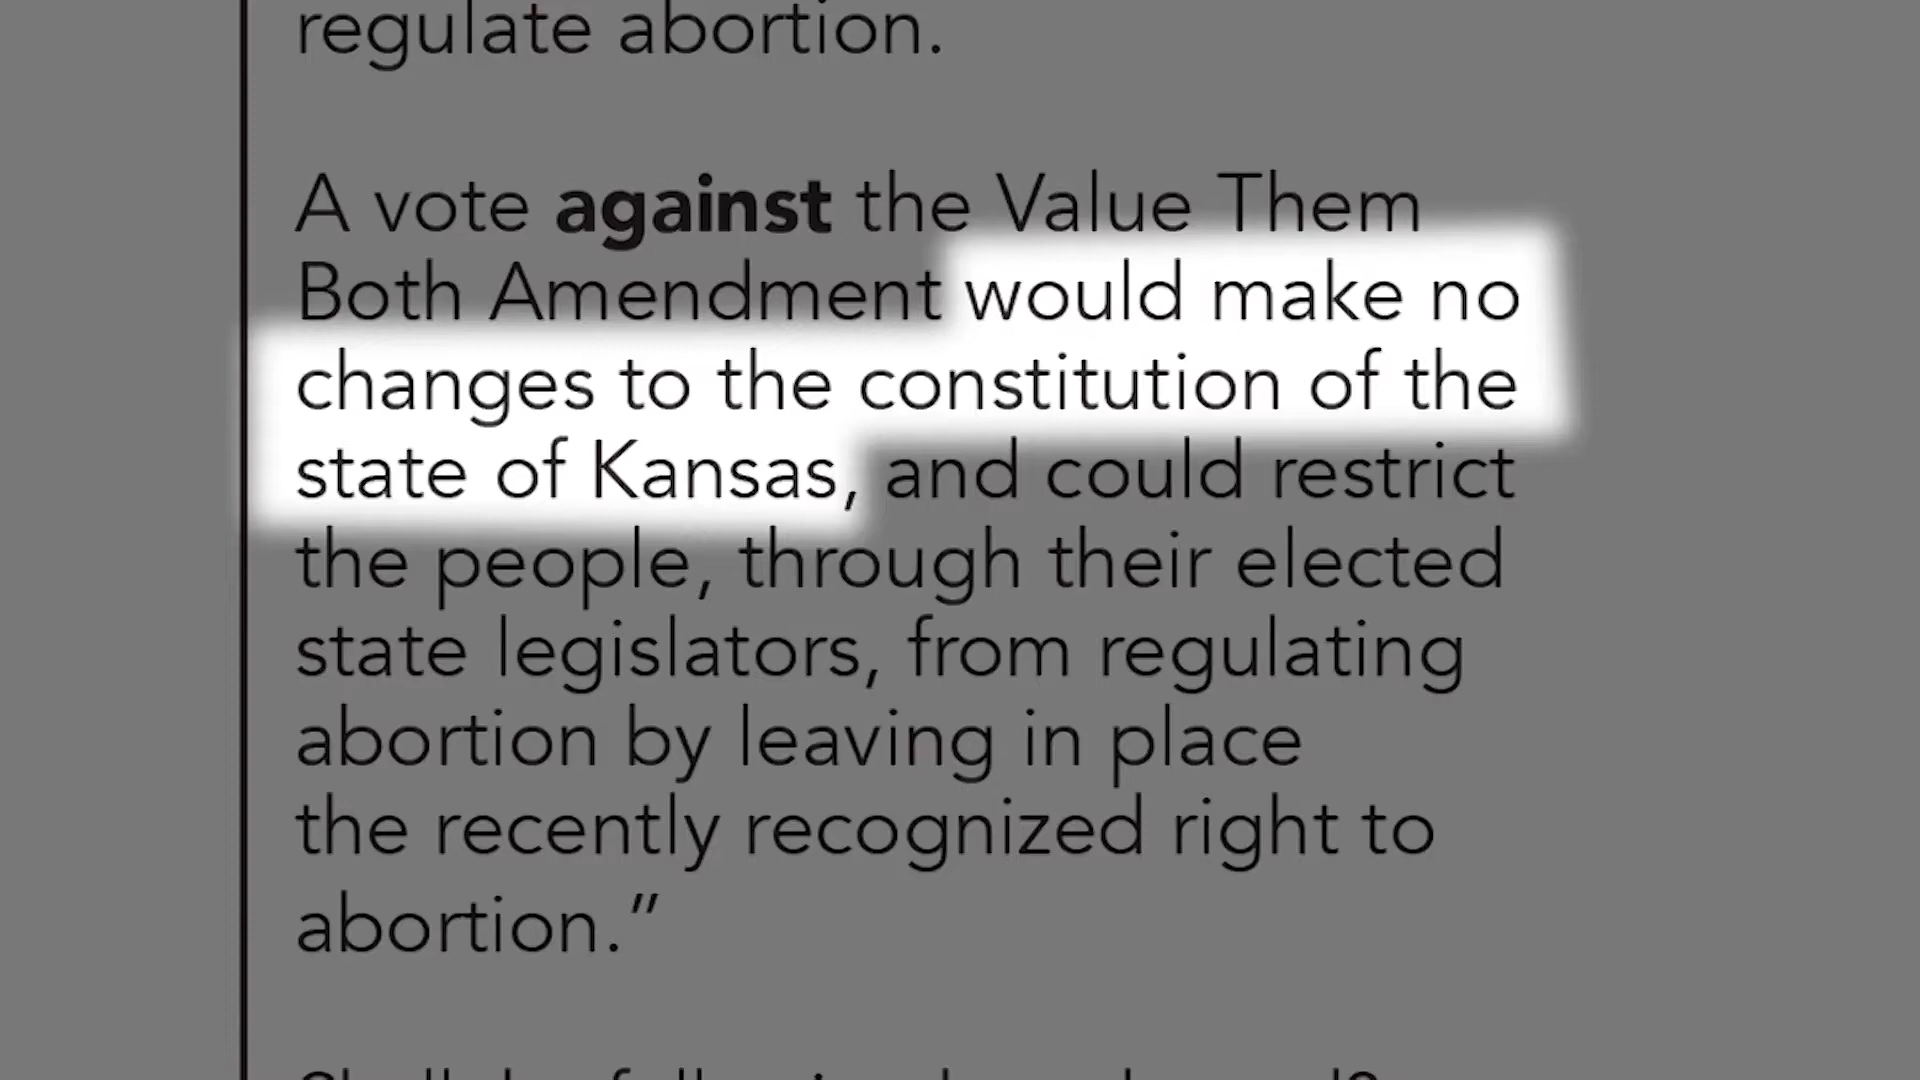 regulate abortion.
A vote against the Value Them
Both Amendment would make no
changes to the constitution of the
state of Kansas, and could restrict
the people, through their elected
state legislators, from regulating
abortion by leaving in place
the recently recognized right to
abortion.”